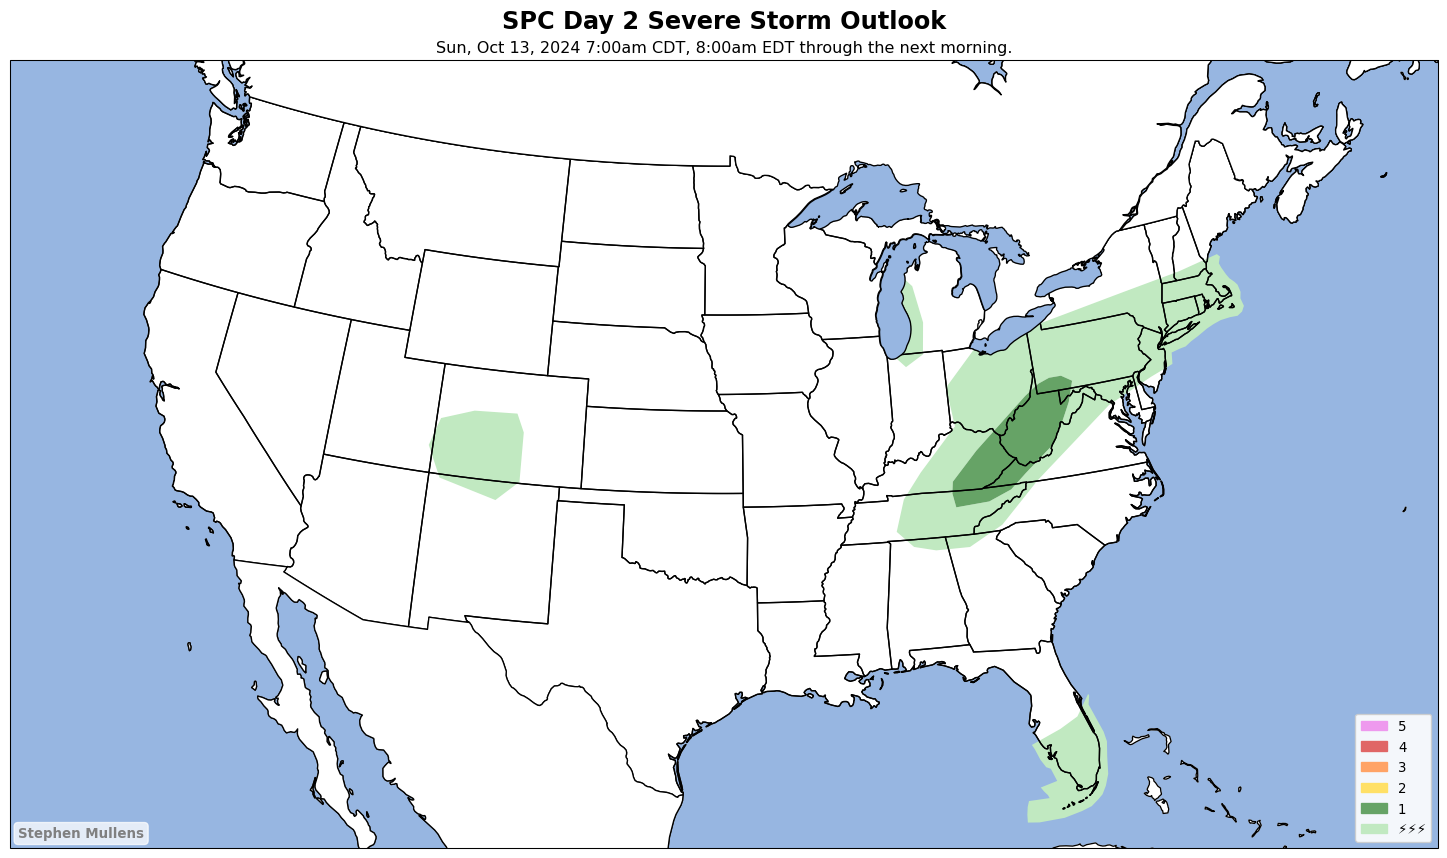 SPC Day 2 Severe Storm Outlook
Sun, Oct 13, 2024 7:00am CDT, 8:00am EDT through the next morning.
5
4
3
2
1
⚡⚡⚡
Stephen Mullens